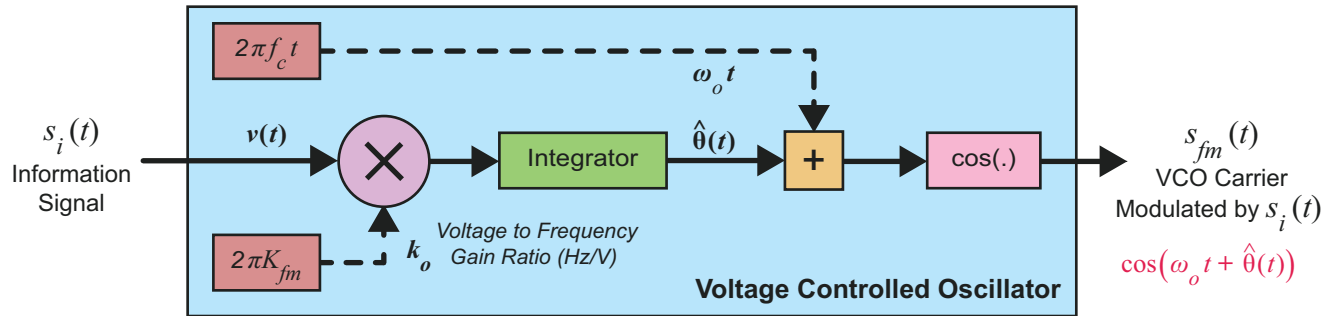 2πf_c t
ω_o t
s_i(t)
Information
Signal
v(t)
×
Integrator
θ̂(t)
+
cos(.)
s_fm(t)
VCO Carrier
Modulated by s_i(t)
cos(ω_o t + θ̂(t))
2πK_fm
k_o
Voltage to Frequency
Gain Ratio (Hz/V)
Voltage Controlled Oscillator